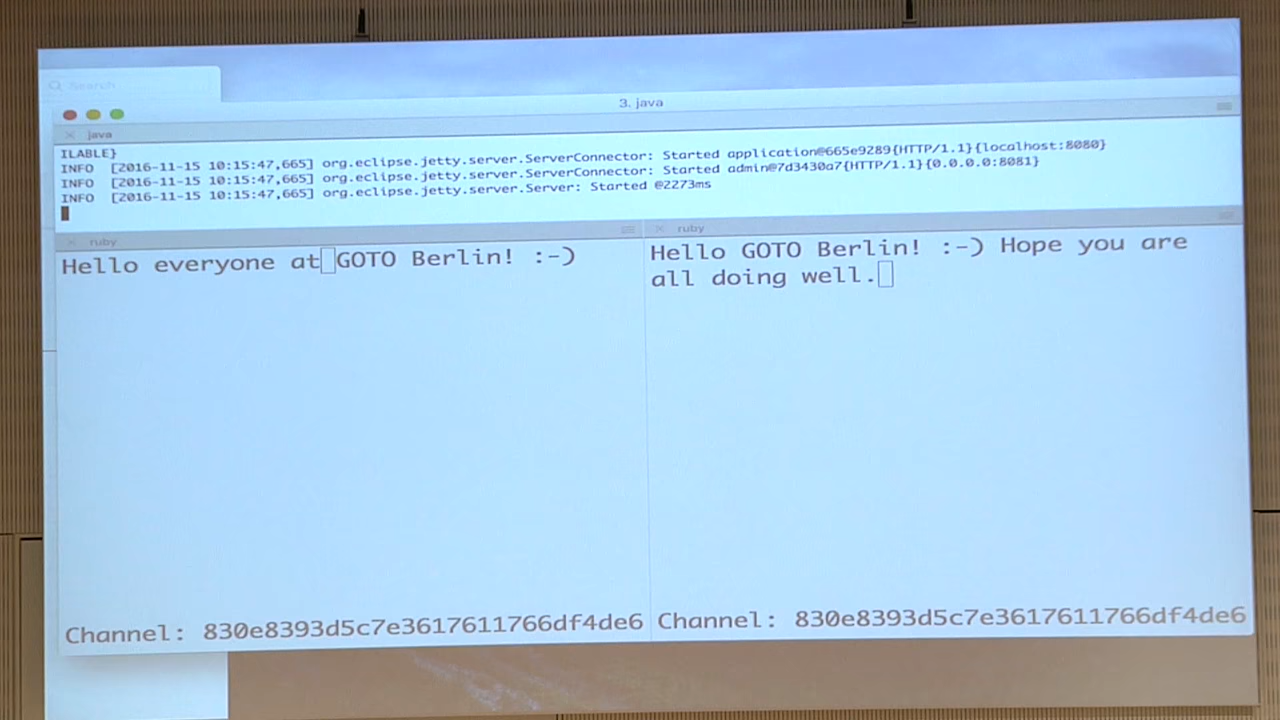 Search
3. java
java
ILABLE}
INFO [2016-11-15 10:15:47,665] org.eclipse.jetty.server.ServerConnector: Started application@665e9289{HTTP/1.1}{localhost:8080}
INFO [2016-11-15 10:15:47,665] org.eclipse.jetty.server.ServerConnector: Started admin@7d3430a7{HTTP/1.1}{0.0.0.0:8081}
INFO [2016-11-15 10:15:47,665] org.eclipse.jetty.server.Server: Started @2273ms
ruby
Hello everyone at GOTO Berlin! :-)
Channel: 830e8393d5c7e3617611766df4de6
ruby
Hello GOTO Berlin! :-) Hope you are
all doing well.
Channel: 830e8393d5c7e3617611766df4de6